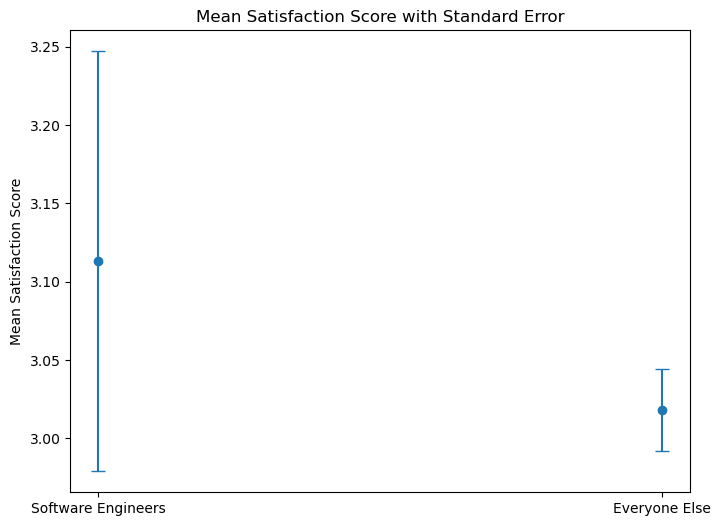 Mean Satisfaction Score with Standard Error
Mean Satisfaction Score
3.25
3.20
3.15
3.10
3.05
3.00
Software Engineers
Everyone Else